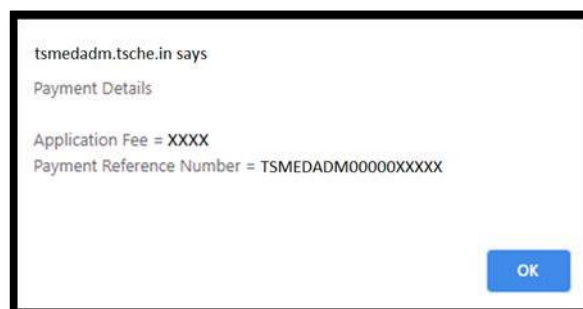 tsmedadm.tsche.in says
Payment Details
Application Fee = XXXX
Payment Reference Number = TSMEDADM00000XXXXX
OK